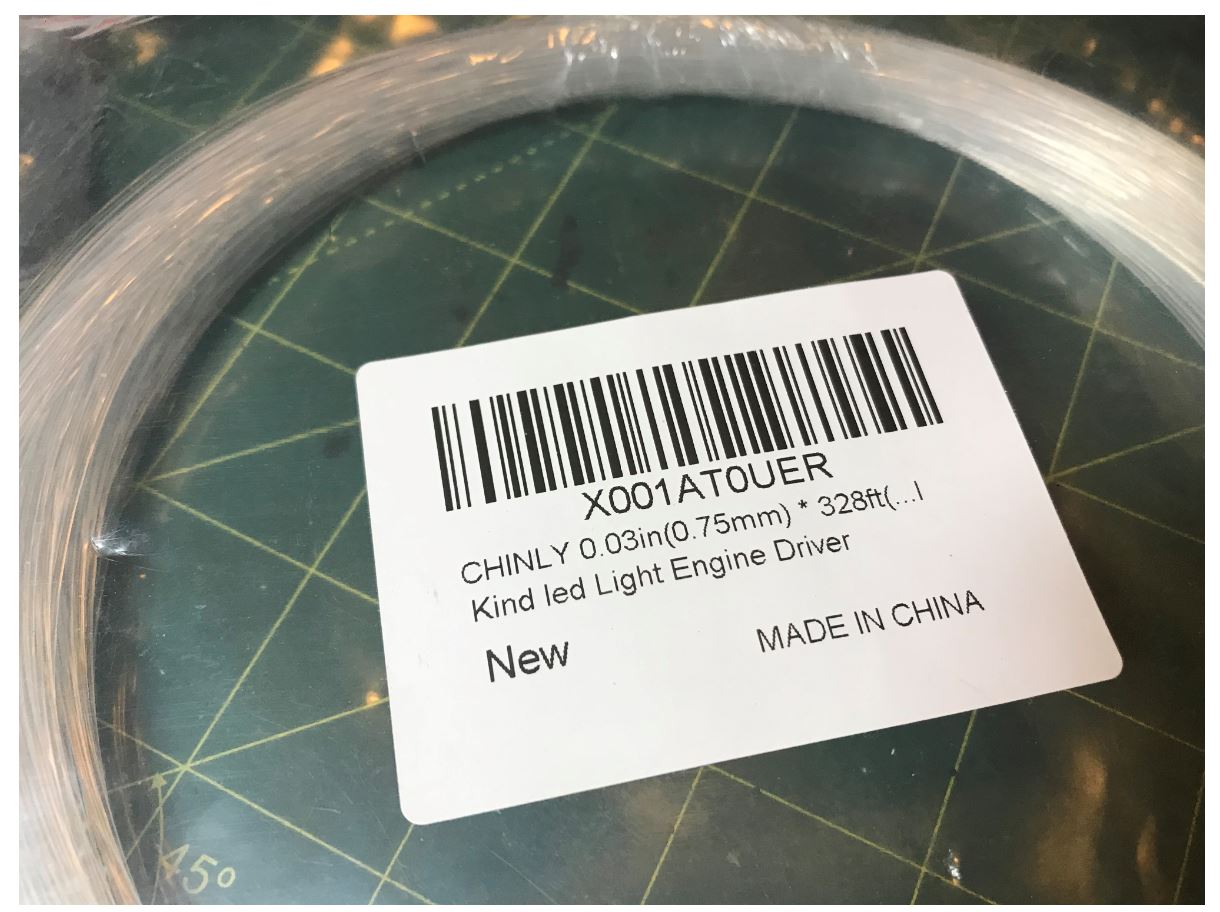 X001AT0UER
CHINLY 0.03in(0.75mm) * 328ft(...l
Kind led Light Engine Driver
New
MADE IN CHINA
45°